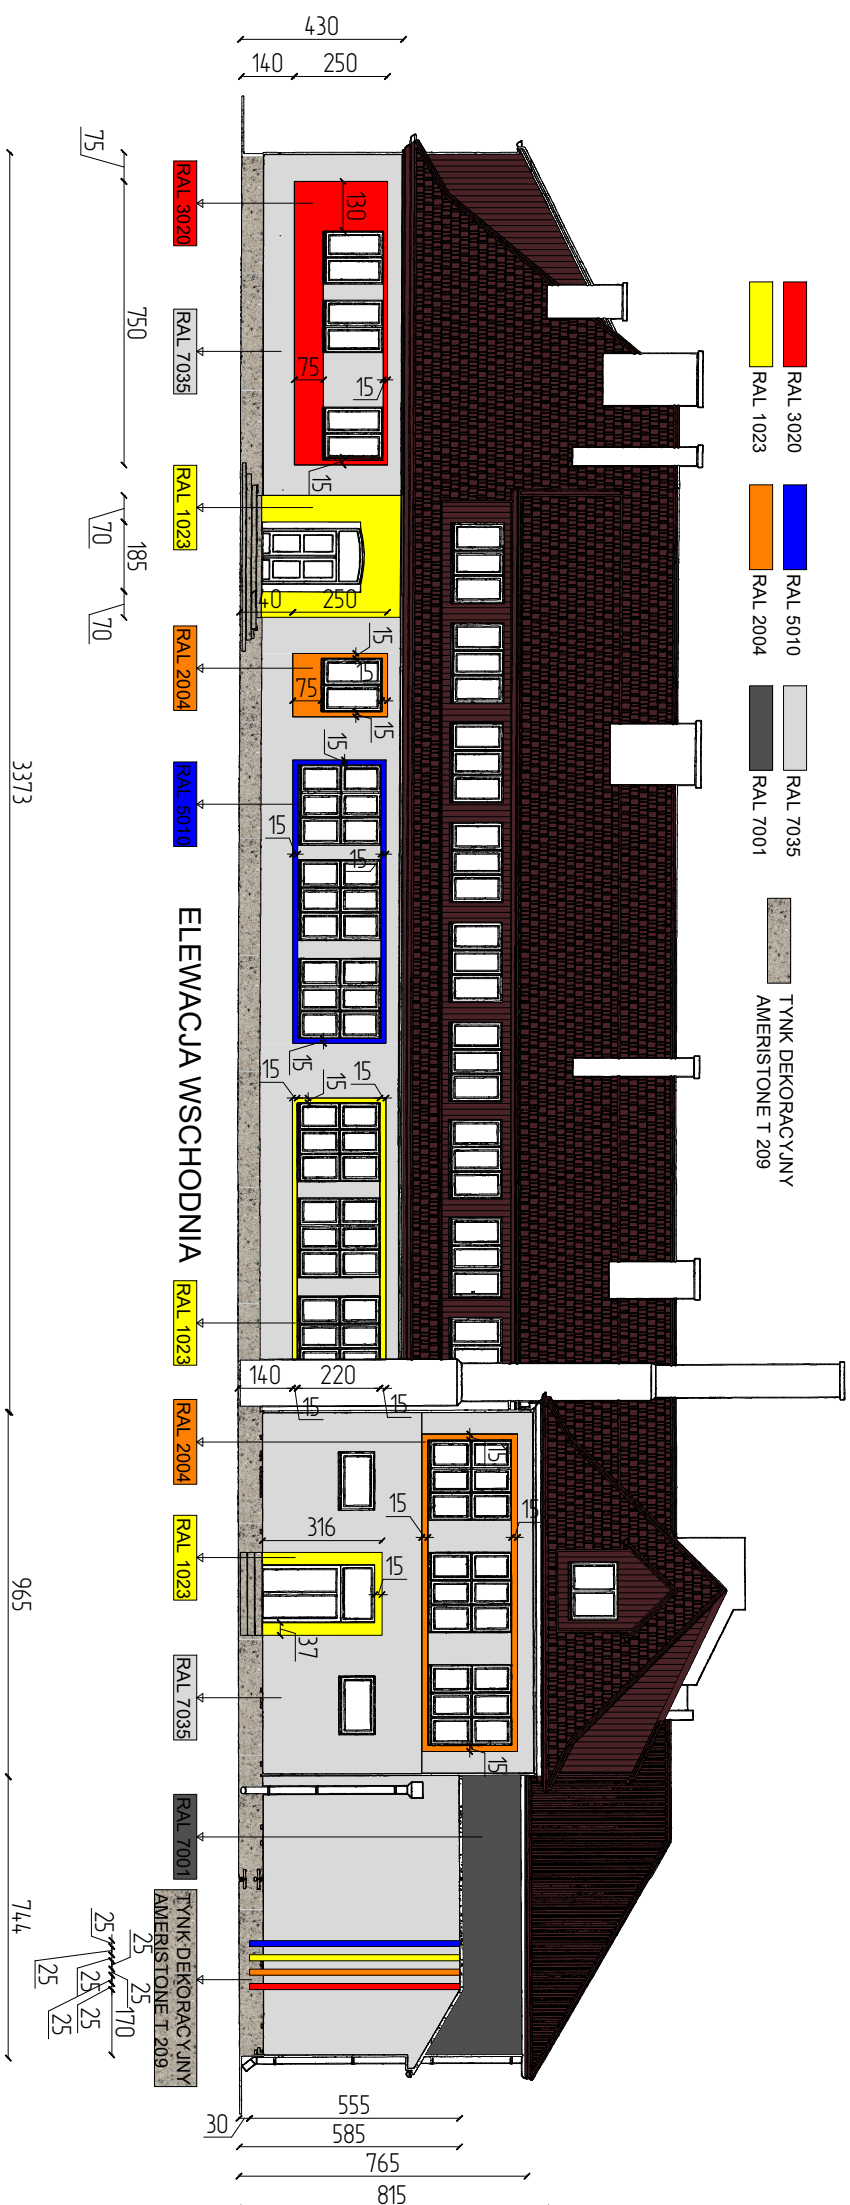 RAL 3020
RAL 5010
RAL 7035
RAL 1023
RAL 2004
RAL 7001
TYNK DEKORACYJNY
AMERISTONE T 209
430
140
250
130
75
15
15
40
250
15
15
75
15
15
15
15
15
15
15
15
140
220
15
15
15
15
15
15
316
15
37
RAL 3020
RAL 7035
RAL 1023
RAL 2004
RAL 5010
RAL 1023
RAL 2004
RAL 1023
RAL 7035
RAL 7001
TYNK DEKORACYJNY
AMERISTONE T 209
ELEWACJA WSCHODNIA
75
750
70
185
70
25
25
25
25
25
25
25
170
3373
965
744
30
555
585
765
815